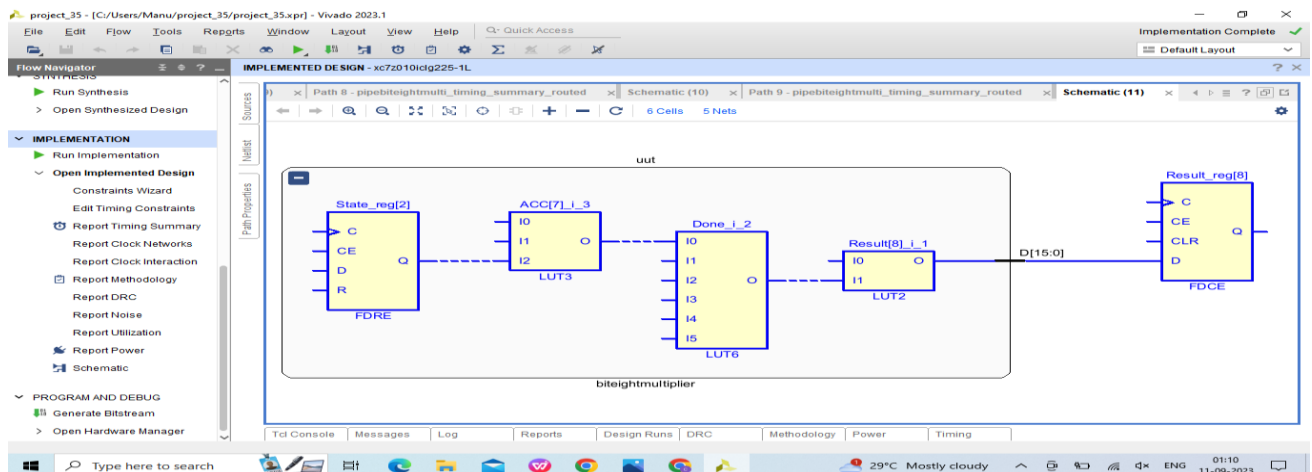 project_35 - [C:/Users/Manu/project_35/project_35.xpr] - Vivado 2023.1
File Edit Flow Tools Reports Window Layout View Help Q- Quick Access Implementation Complete
Default Layout
Flow Navigator ? IMPLEMENTED DESIGN - xc7z010iclg225-1L ?
SYNTHESIS
Run Synthesis
Open Synthesized Design
IMPLEMENTATION
Run Implementation
Open Implemented Design
Constraints Wizard
Edit Timing Constraints
Report Timing Summary
Report Clock Networks
Report Clock Interaction
Report Methodology
Report DRC
Report Noise
Report Utilization
Report Power
Schematic
PROGRAM AND DEBUG
Generate Bitstream
Open Hardware Manager
Sources
Netlist
Path Properties
) Path 8 - pipebiteightmulti_timing_summary_routed Schematic (10) Path 9 - pipebiteightmulti_timing_summary_routed Schematic (11) ?
6 Cells 5 Nets
uut
State_reg[2]
C
CE
D
R
Q
FDRE
ACC[7]_i_3
I0
I1
I2
O
LUT3
Done_i_2
I0
I1
I2
I3
I4
I5
O
LUT6
Result[8]_i_1
I0
I1
O
LUT2
D[15:0]
Result_reg[8]
C
CE
CLR
D
Q
FDCE
biteightmultiplier
Tcl Console Messages Log Reports Design Runs DRC Methodology Power Timing
Type here to search 29°C Mostly cloudy ENG 01:10
11-09-2023